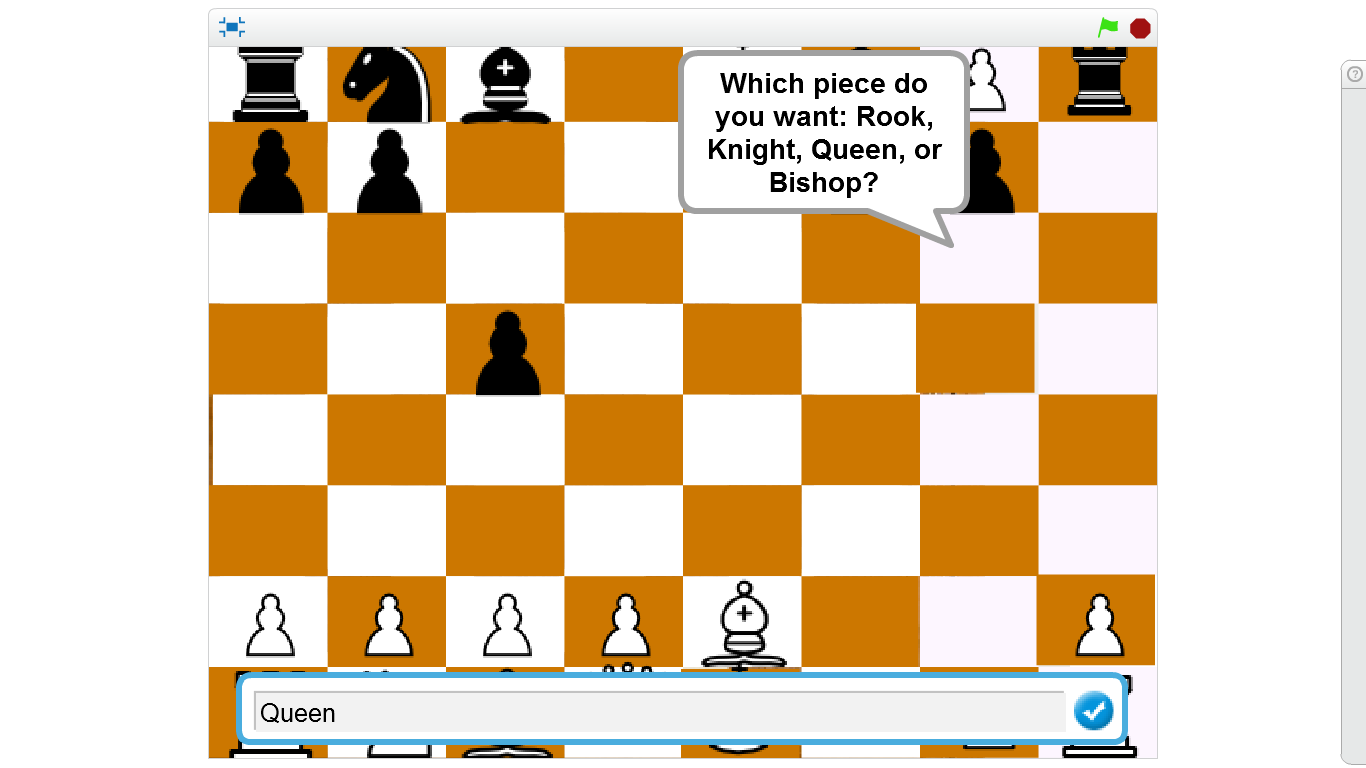 Which piece do
you want: Rook,
Knight, Queen, or
Bishop?
Queen